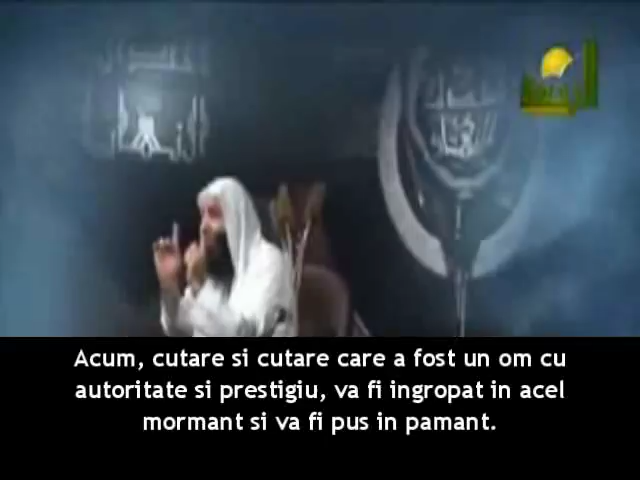 Acum, cutare si cutare care a fost un om cu
autoritate si prestigiu, va fi ingropat in acel
mormant si va fi pus in pamant.